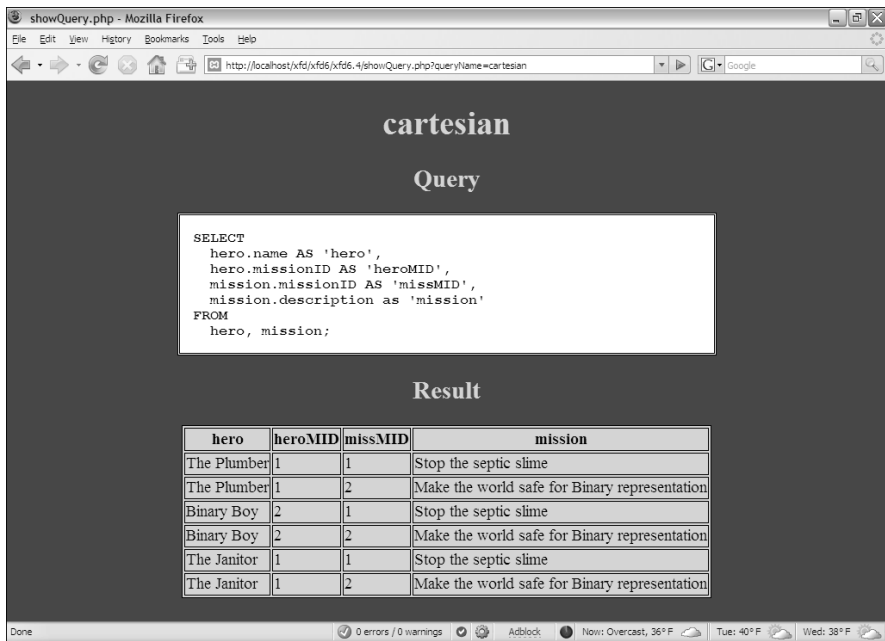 showQuery.php - Mozilla Firefox
File Edit View History Bookmarks Tools Help
http://localhost/xfd/xfd6/xfd6.4/showQuery.php?queryName=cartesian
G Google
cartesian
Query
SELECT
hero.name AS 'hero',
hero.missionID AS 'heroMID',
mission.missionID AS 'missMID',
mission.description as 'mission'
FROM
hero, mission;
Result
hero heroMID missMID mission
The Plumber 1 1 Stop the septic slime
The Plumber 1 2 Make the world safe for Binary representation
Binary Boy 2 1 Stop the septic slime
Binary Boy 2 2 Make the world safe for Binary representation
The Janitor 1 1 Stop the septic slime
The Janitor 1 2 Make the world safe for Binary representation
Done 0 errors / 0 warnings Adblock Now: Overcast, 36° F Tue: 40° F Wed: 38° F